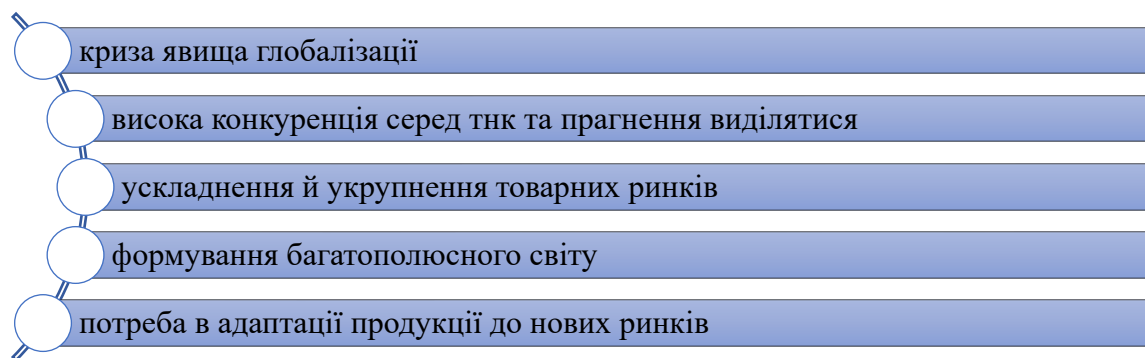 криза явища глобалізації
висока конкуренція серед тнк та прагнення виділятися
ускладнення й укрупнення товарних ринків
формування багатополюсного світу
потреба в адаптації продукції до нових ринків